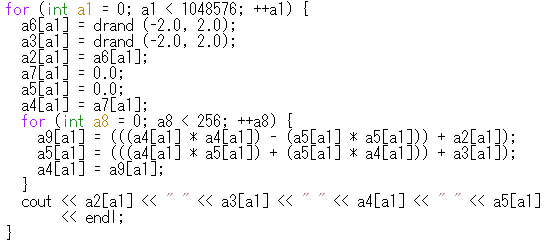 for (int a1 = 0; a1 < 1048576; ++a1) {
a6[a1] = drand (-2.0, 2.0);
a3[a1] = drand (-2.0, 2.0);
a2[a1] = a6[a1];
a7[a1] = 0.0;
a5[a1] = 0.0;
a4[a1] = a7[a1];
for (int a8 = 0; a8 < 256; ++a8) {
a9[a1] = (((a4[a1] * a4[a1]) - (a5[a1] * a5[a1])) + a2[a1]);
a5[a1] = (((a4[a1] * a5[a1]) + (a5[a1] * a4[a1])) + a3[a1]);
a4[a1] = a9[a1];
}
cout << a2[a1] << " " << a3[a1] << " " << a4[a1] << " " << a5[a1]
<< endl;
}